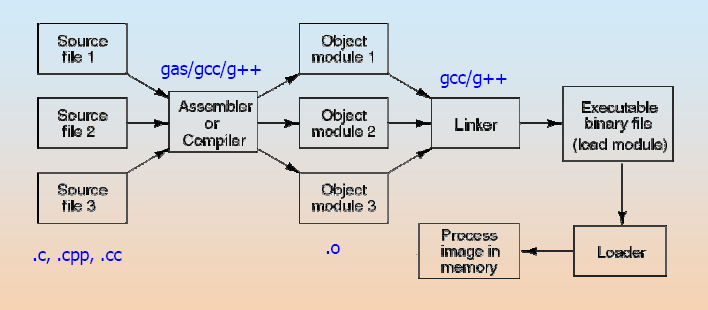 Source
file 1
gas/gcc/g++
Object
module 1
gcc/g++
Source
file 2
Assembler
or
Compiler
Object
module 2
Linker
Executable
binary file
(load module)
Source
file 3
Object
module 3
.c, .cpp, .cc
.o
Process
image in
memory
Loader